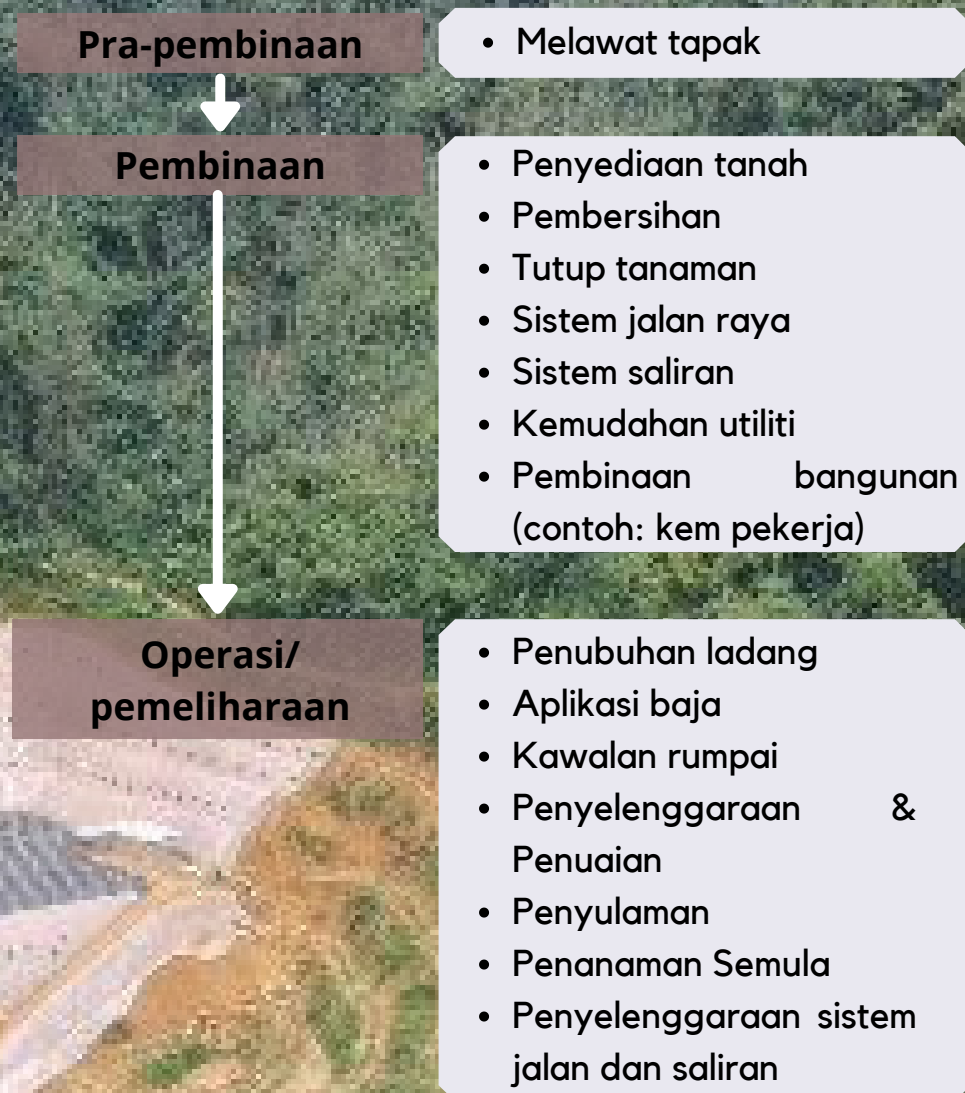 Pra-pembinaan
• Melawat tapak
Pembinaan
• Penyediaan tanah
• Pembersihan
• Tutup tanaman
• Sistem jalan raya
• Sistem saliran
• Kemudahan utiliti
• Pembinaan bangunan
(contoh: kem pekerja)
Operasi/
pemeliharaan
• Penubuhan ladang
• Aplikasi baja
• Kawalan rumpai
• Penyelenggaraan &
Penuaian
• Penyulaman
• Penanaman Semula
• Penyelenggaraan sistem
jalan dan saliran